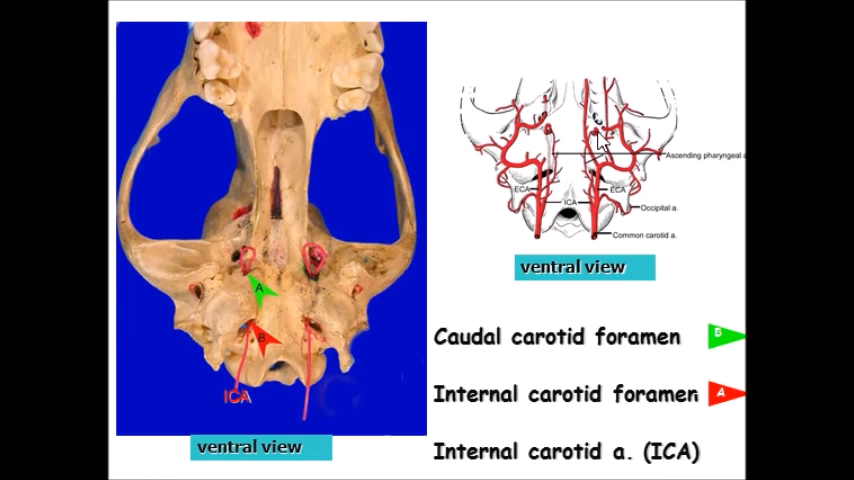 A
B
ICA
ventral view
Ascending pharyngeal a
ECA
ECA
ICA
Occipital a.
Common carotid a.
ventral view
Caudal carotid foramen B
Internal carotid foramen A
Internal carotid a. (ICA)